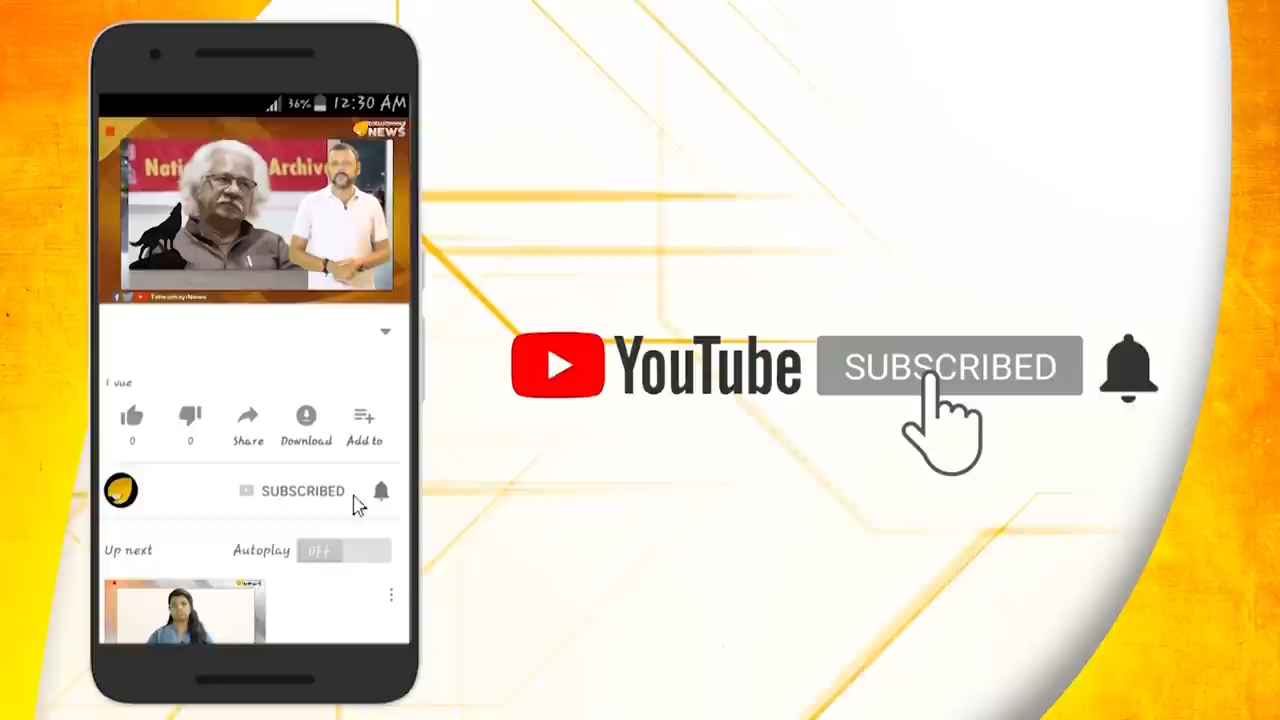 36% 12:30 AM
NEWS
Nati Archiv
TatwamayiNews
1 vue
0 0 Share Download Add to
SUBSCRIBED
Up next Autoplay OFF
YouTube SUBSCRIBED